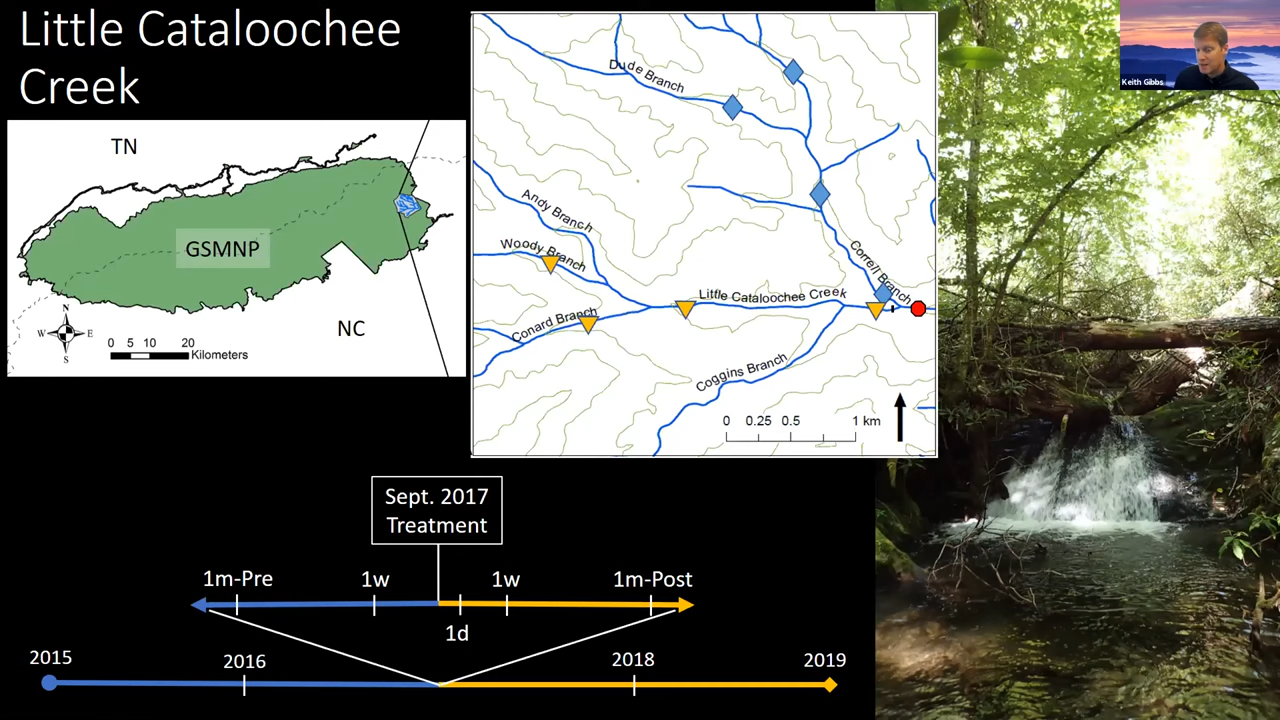 Little Cataloochee
Creek
Keith Gibbs
TN
GSMNP
NC
N
W
E
S
0 5 10 20
Kilometers
Dude Branch
Andy Branch
Woody Branch
Correll Branch
Little Cataloochee Creek
Conard Branch
Coggins Branch
0 0.25 0.5 1 km
Sept. 2017
Treatment
1m-Pre 1w 1w 1m-Post
1d
2015 2016 2018 2019